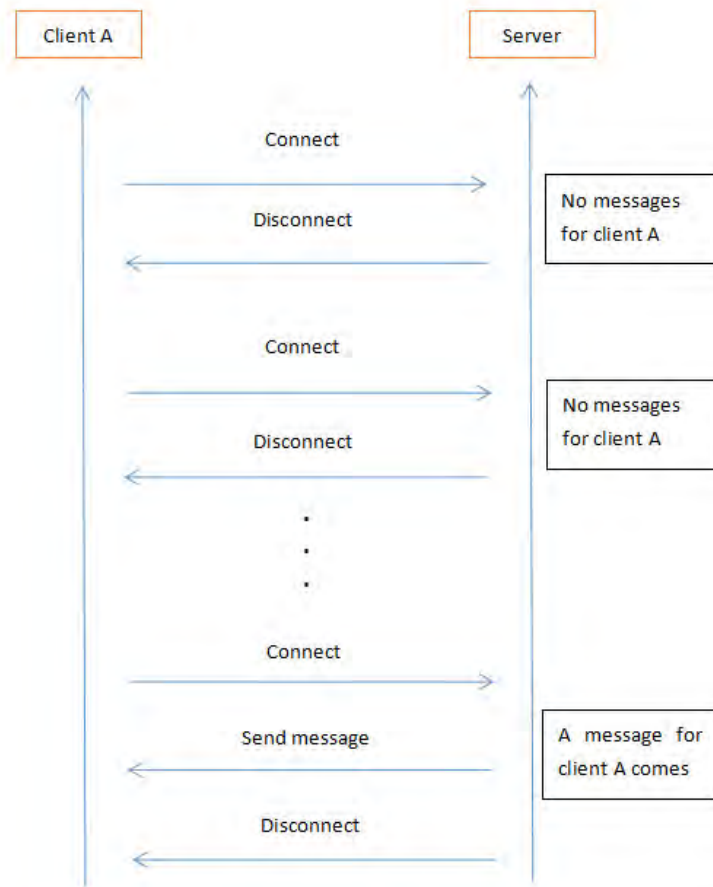 Client A
Server
Connect
No messages
for client A
Disconnect
Connect
No messages
for client A
Disconnect
Connect
Send message
A message for
client A comes
Disconnect